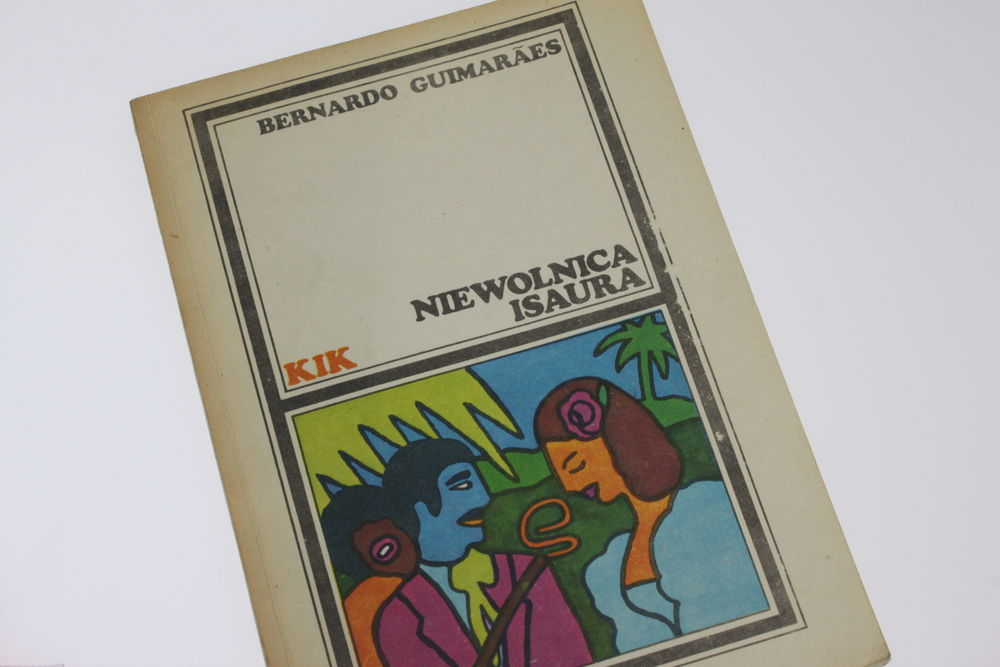 BERNARDO GUIMARÃES
NIEWOLNICA
ISAURA
KIK